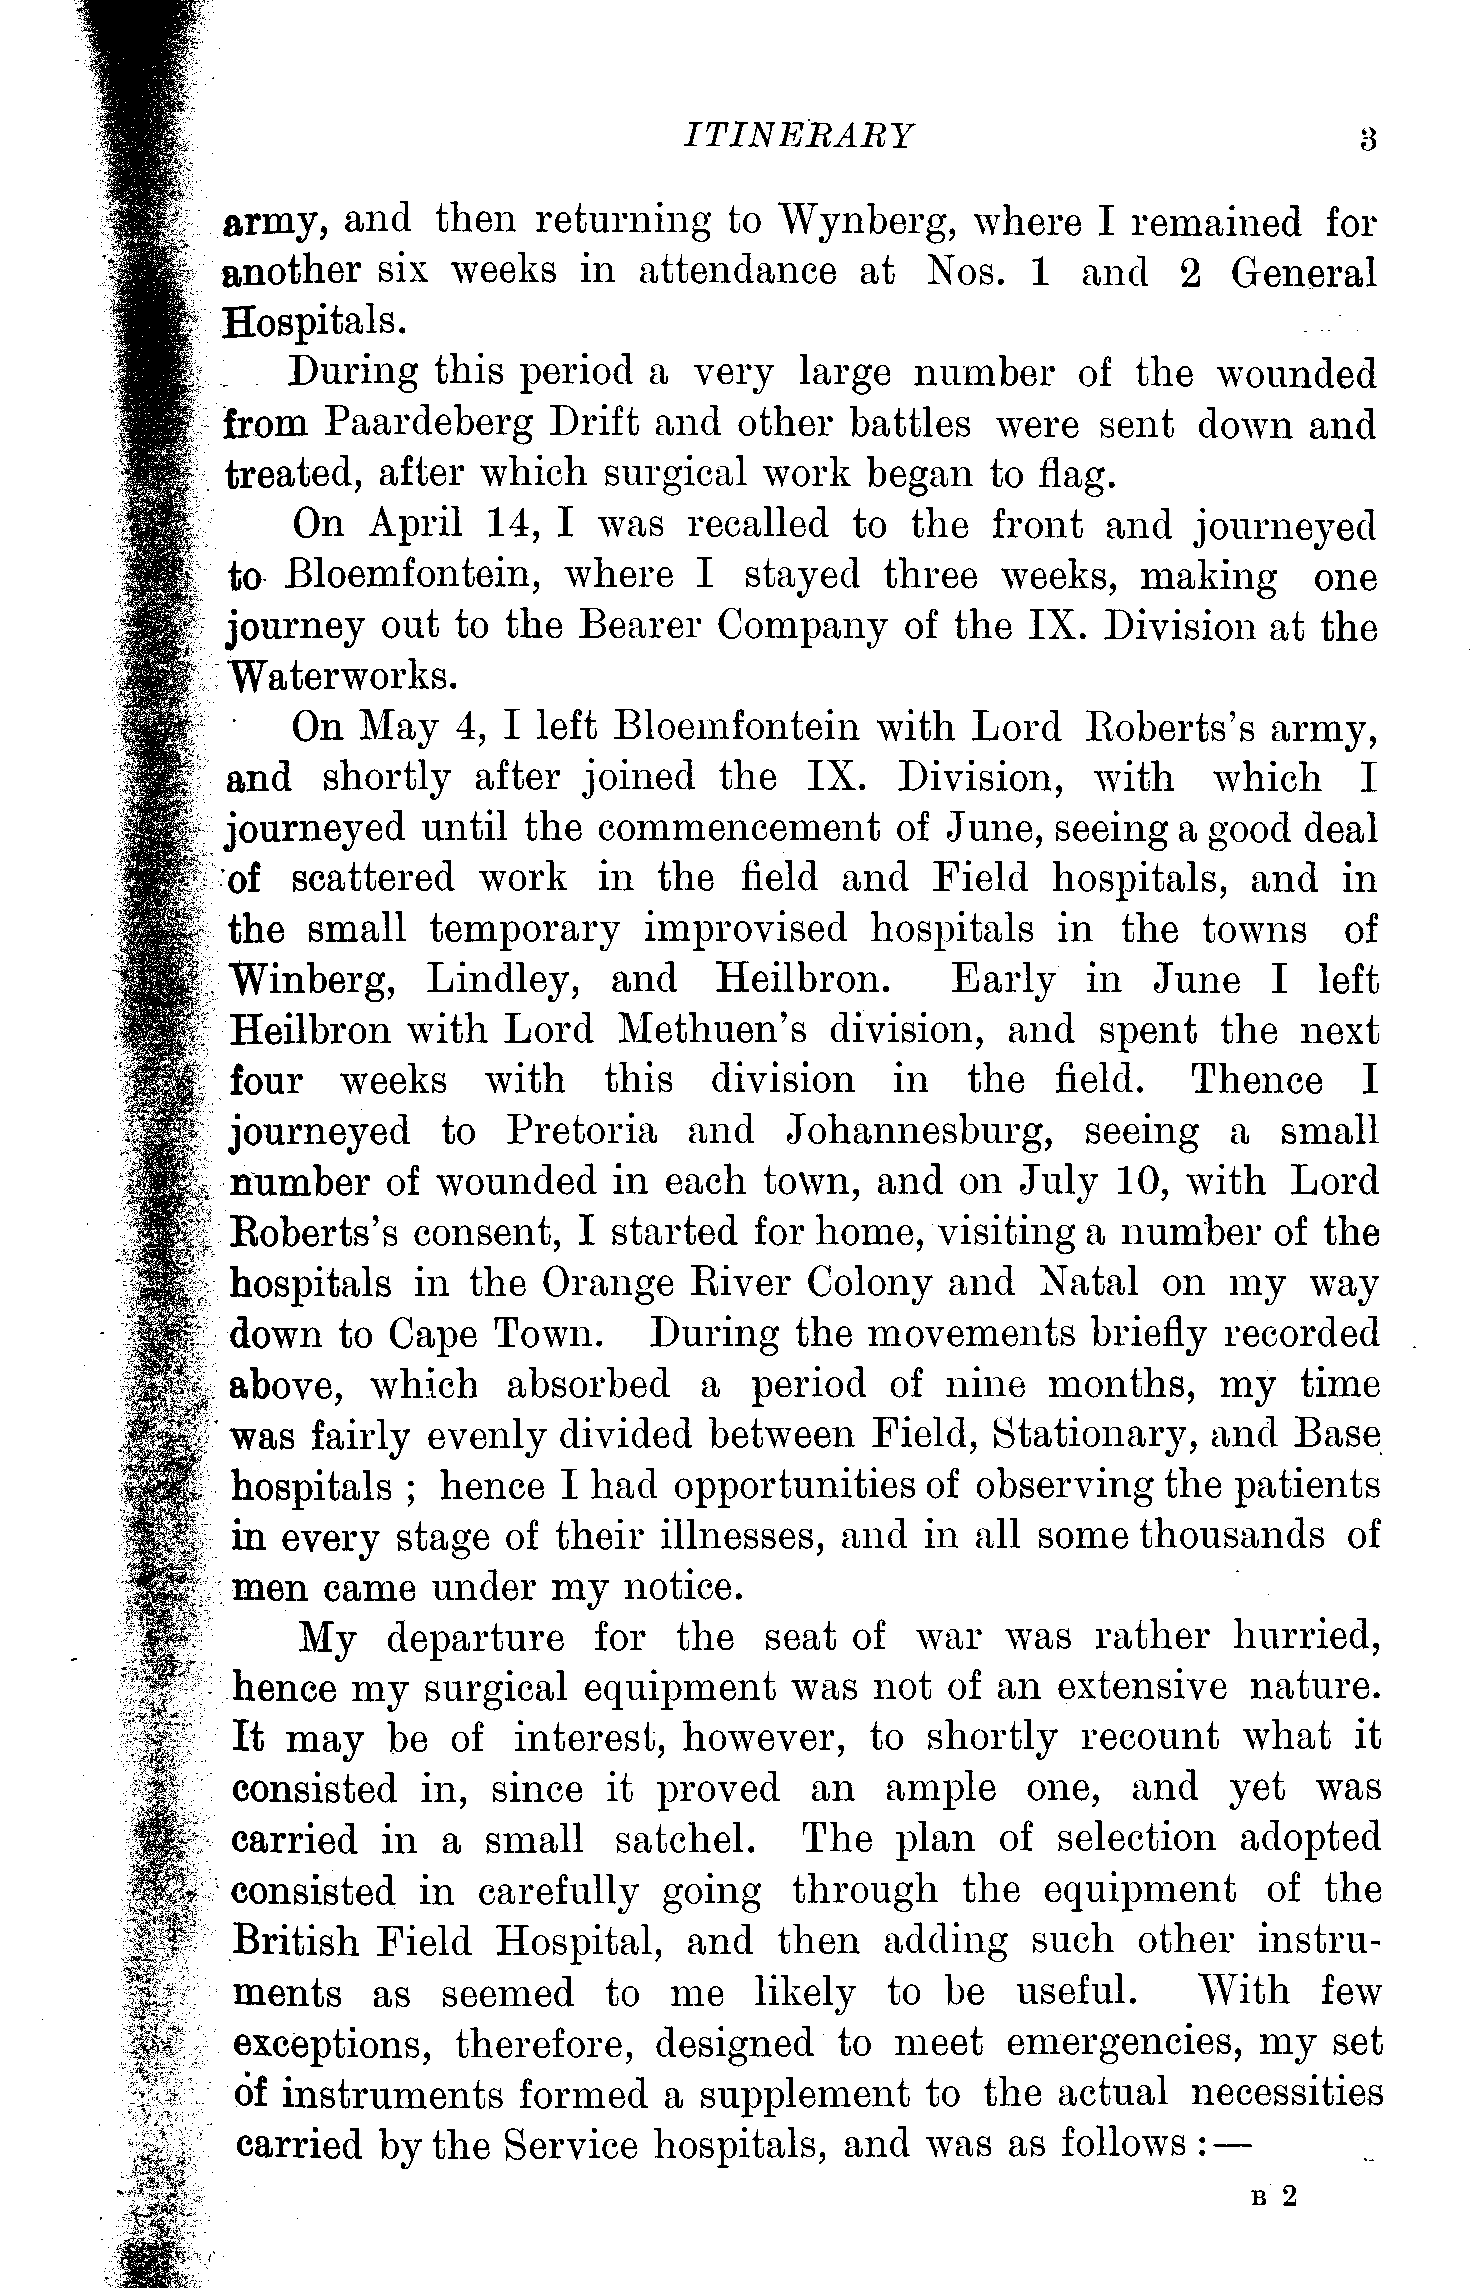 ITINERARY 3
army, and then returning to Wynberg, where I remained for
another six weeks in attendance at Nos. 1 and 2 General
Hospitals.
During this period a very large number of the wounded
from Paardeberg Drift and other battles were sent down and
treated, after which surgical work began to flag.
On April 14, I was recalled to the front and journeyed
to Bloemfontein, where I stayed three weeks, making one
journey out to the Bearer Company of the IX. Division at the
Waterworks.
On May 4, I left Bloemfontein with Lord Roberts's army,
and shortly after joined the IX. Division, with which I
journeyed until the commencement of June, seeing a good deal
of scattered work in the field and Field hospitals, and in
the small temporary improvised hospitals in the towns of
Winberg, Lindley, and Heilbron. Early in June I left
Heilbron with Lord Methuen's division, and spent the next
four weeks with this division in the field. Thence I
journeyed to Pretoria and Johannesburg, seeing a small
number of wounded in each town, and on July 10, with Lord
Roberts's consent, I started for home, visiting a number of the
hospitals in the Orange River Colony and Natal on my way
down to Cape Town. During the movements briefly recorded
above, which absorbed a period of nine months, my time
was fairly evenly divided between Field, Stationary, and Base
hospitals ; hence I had opportunities of observing the patients
in every stage of their illnesses, and in all some thousands of
men came under my notice.
My departure for the seat of war was rather hurried,
hence my surgical equipment was not of an extensive nature.
It may be of interest, however, to shortly recount what it
consisted in, since it proved an ample one, and yet was
carried in a small satchel. The plan of selection adopted
consisted in carefully going through the equipment of the
British Field Hospital, and then adding such other instru-
ments as seemed to me likely to be useful. With few
exceptions, therefore, designed to meet emergencies, my set
of instruments formed a supplement to the actual necessities
carried by the Service hospitals, and was as follows :—
B 2